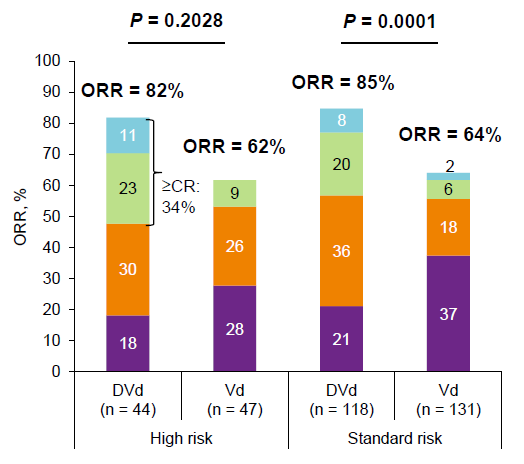 P = 0.2028
P = 0.0001
ORR, %
100
90
80
70
60
50
40
30
20
10
0
ORR = 82%
11
23
30
18
≥CR:
34%
ORR = 62%
9
26
28
ORR = 85%
8
20
36
21
ORR = 64%
2
6
18
37
DVd
(n = 44)
Vd
(n = 47)
DVd
(n = 118)
Vd
(n = 131)
High risk
Standard risk